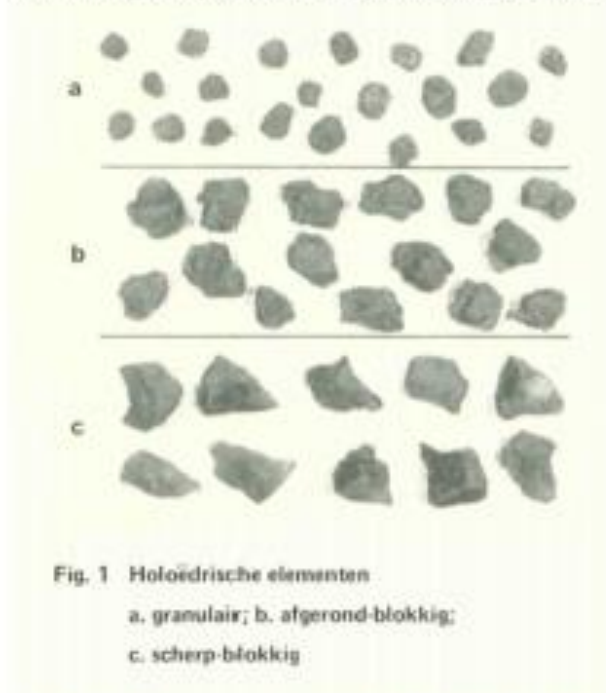 a
b
c
Fig. 1 Holoëdrische elementen
a. granulair; b. afgerond-blokkig;
c. scherp-blokkig